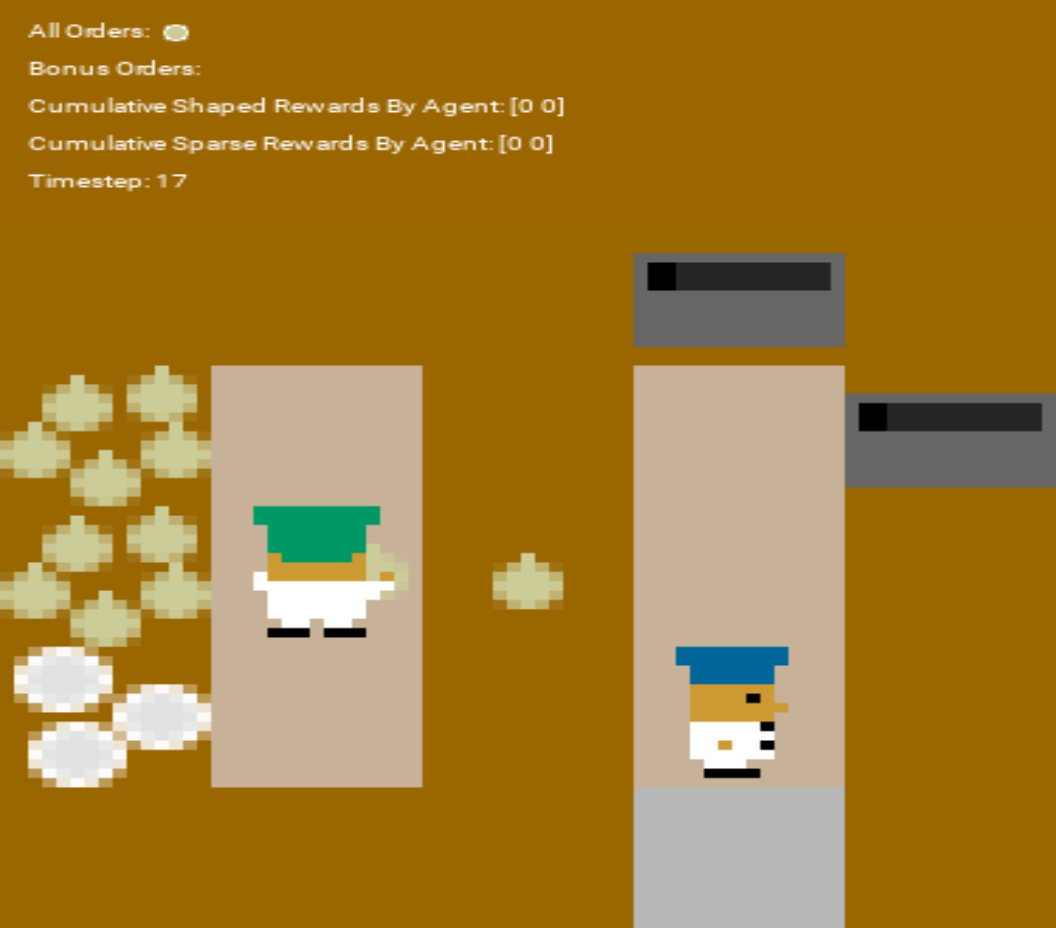 All Orders:
Bonus Orders:
Cumulative Shaped Rewards By Agent: [0 0]
Cumulative Sparse Rewards By Agent: [0 0]
Timestep: 17